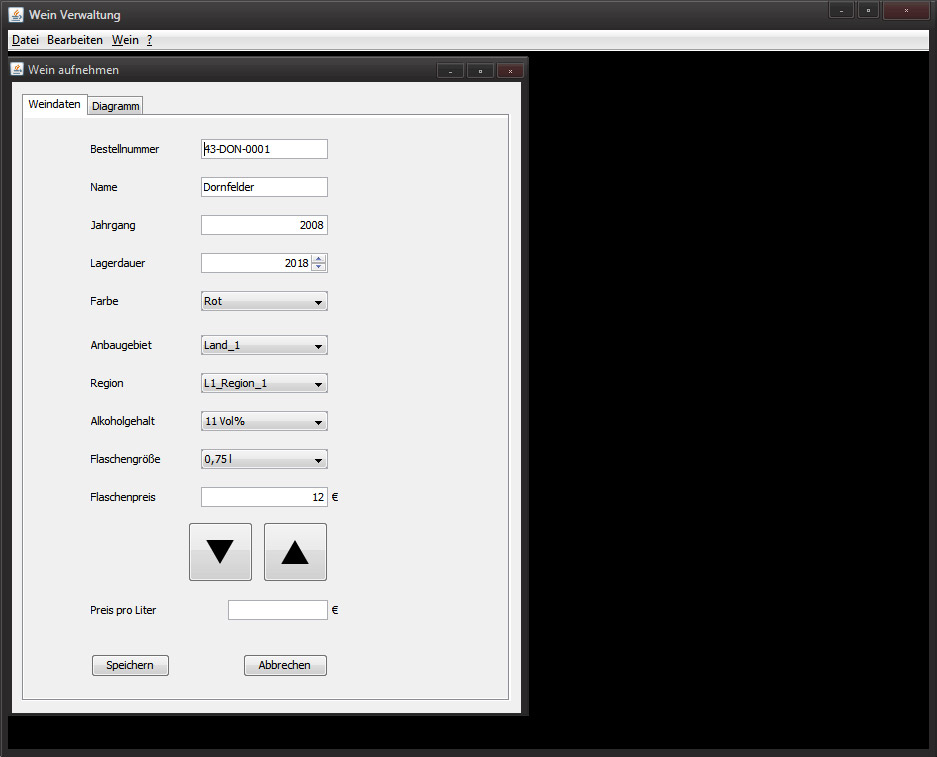 Wein Verwaltung
Datei Bearbeiten Wein ?
Wein aufnehmen
Weindaten Diagramm
Bestellnummer 43-DON-0001
Name Dornfelder
Jahrgang 2008
Lagerdauer 2018
Farbe Rot
Anbaugebiet Land_1
Region L1_Region_1
Alkoholgehalt 11 Vol%
Flaschengröße 0,75 l
Flaschenpreis 12 €
Preis pro Liter €
Speichern Abbrechen